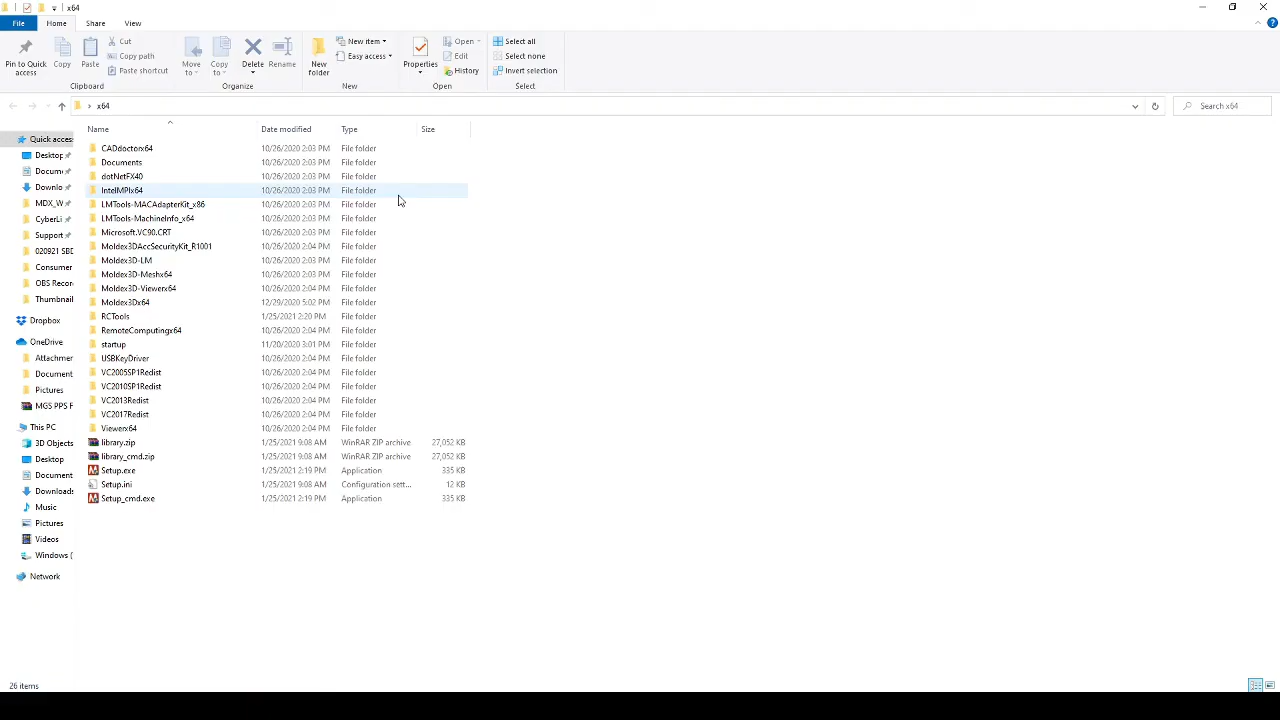 x64
File
Home
Share
View
Pin to Quick access
Copy
Paste
Cut
Copy path
Paste shortcut
Clipboard
Move to
Copy to
Delete
Rename
Organize
New folder
New item
Easy access
New
Properties
Open
Edit
History
Open
Select all
Select none
Invert selection
Select
x64
Search x64
Name Date modified Type Size
CADdoctorx64 10/26/2020 2:03 PM File folder
Documents 10/26/2020 2:03 PM File folder
dotNetFX40 10/26/2020 2:03 PM File folder
IntelMPIx64 10/26/2020 2:03 PM File folder
LMTools-MACAdapterKit_x86 10/26/2020 2:03 PM File folder
LMTools-MachineInfo_x64 10/26/2020 2:03 PM File folder
Microsoft.VC90.CRT 10/26/2020 2:03 PM File folder
Moldex3DAccSecurityKit_R1001 10/26/2020 2:04 PM File folder
Moldex3D-LM 10/26/2020 2:03 PM File folder
Moldex3D-Meshx64 10/26/2020 2:03 PM File folder
Moldex3D-Viewerx64 10/26/2020 2:04 PM File folder
Moldex3Dx64 12/29/2020 5:02 PM File folder
RCTools 1/25/2021 2:20 PM File folder
RemoteComputingx64 10/26/2020 2:04 PM File folder
startup 11/20/2020 3:01 PM File folder
USBKeyDriver 10/26/2020 2:04 PM File folder
VC2005SP1Redist 10/26/2020 2:04 PM File folder
VC2010SP1Redist 10/26/2020 2:04 PM File folder
VC2013Redist 10/26/2020 2:04 PM File folder
VC2017Redist 10/26/2020 2:04 PM File folder
Viewerx64 10/26/2020 2:04 PM File folder
library.zip 1/25/2021 9:08 AM WinRAR ZIP archive 27,052 KB
library_cmd.zip 1/25/2021 9:08 AM WinRAR ZIP archive 27,052 KB
Setup.exe 1/25/2021 2:19 PM Application 335 KB
Setup.ini 1/25/2021 9:08 AM Configuration sett... 12 KB
Setup_cmd.exe 1/25/2021 2:19 PM Application 335 KB
Quick acces
Desktop
Docum
Downlo
MDX_W
CyberLi
Support
020921 SBD
Consumer
OBS Recor
Thumbnail
Dropbox
OneDrive
Attachmer
Document
Pictures
MGS PPS F
This PC
3D Objects
Desktop
Document
Downloads
Music
Pictures
Videos
Windows (
Network
26 items